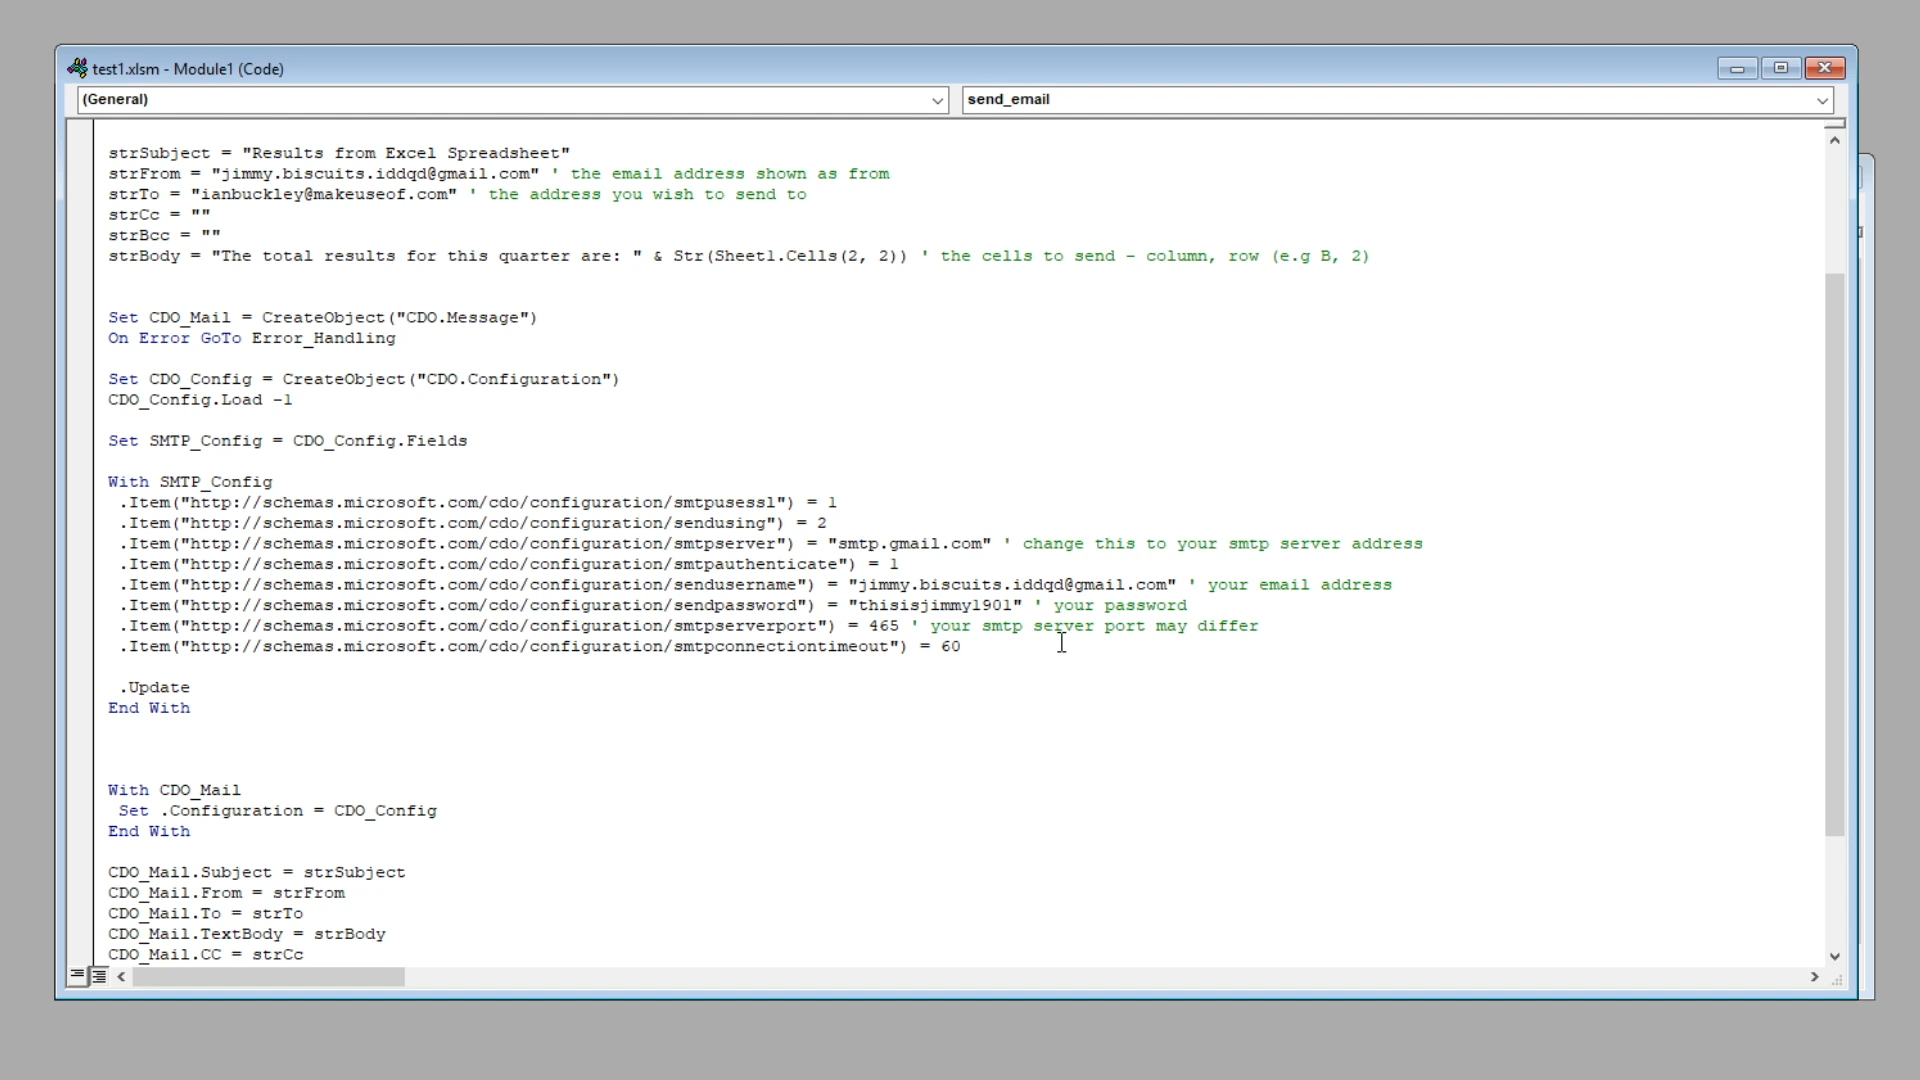 test1.xlsm - Module1 (Code)
(General)
send_email
strSubject = "Results from Excel Spreadsheet"
strFrom = "jimmy.biscuits.iddqd@gmail.com" ' the email address shown as from
strTo = "ianbuckley@makeuseof.com" ' the address you wish to send to
strCc = ""
strBcc = ""
strBody = "The total results for this quarter are: " & Str(Sheet1.Cells(2, 2)) ' the cells to send - column, row (e.g B, 2)
Set CDO_Mail = CreateObject("CDO.Message")
On Error GoTo Error_Handling
Set CDO_Config = CreateObject("CDO.Configuration")
CDO_Config.Load -1
Set SMTP_Config = CDO_Config.Fields
With SMTP_Config
.Item("http://schemas.microsoft.com/cdo/configuration/smtpusessl") = 1
.Item("http://schemas.microsoft.com/cdo/configuration/sendusing") = 2
.Item("http://schemas.microsoft.com/cdo/configuration/smtpserver") = "smtp.gmail.com" ' change this to your smtp server address
.Item("http://schemas.microsoft.com/cdo/configuration/smtpauthenticate") = 1
.Item("http://schemas.microsoft.com/cdo/configuration/sendusername") = "jimmy.biscuits.iddqd@gmail.com" ' your email address
.Item("http://schemas.microsoft.com/cdo/configuration/sendpassword") = "thisisjimmy1901" ' your password
.Item("http://schemas.microsoft.com/cdo/configuration/smtpserverport") = 465 ' your smtp server port may differ
.Item("http://schemas.microsoft.com/cdo/configuration/smtpconnectiontimeout") = 60
.Update
End With
With CDO_Mail
Set .Configuration = CDO_Config
End With
CDO_Mail.Subject = strSubject
CDO_Mail.From = strFrom
CDO_Mail.To = strTo
CDO_Mail.TextBody = strBody
CDO_Mail.CC = strCc